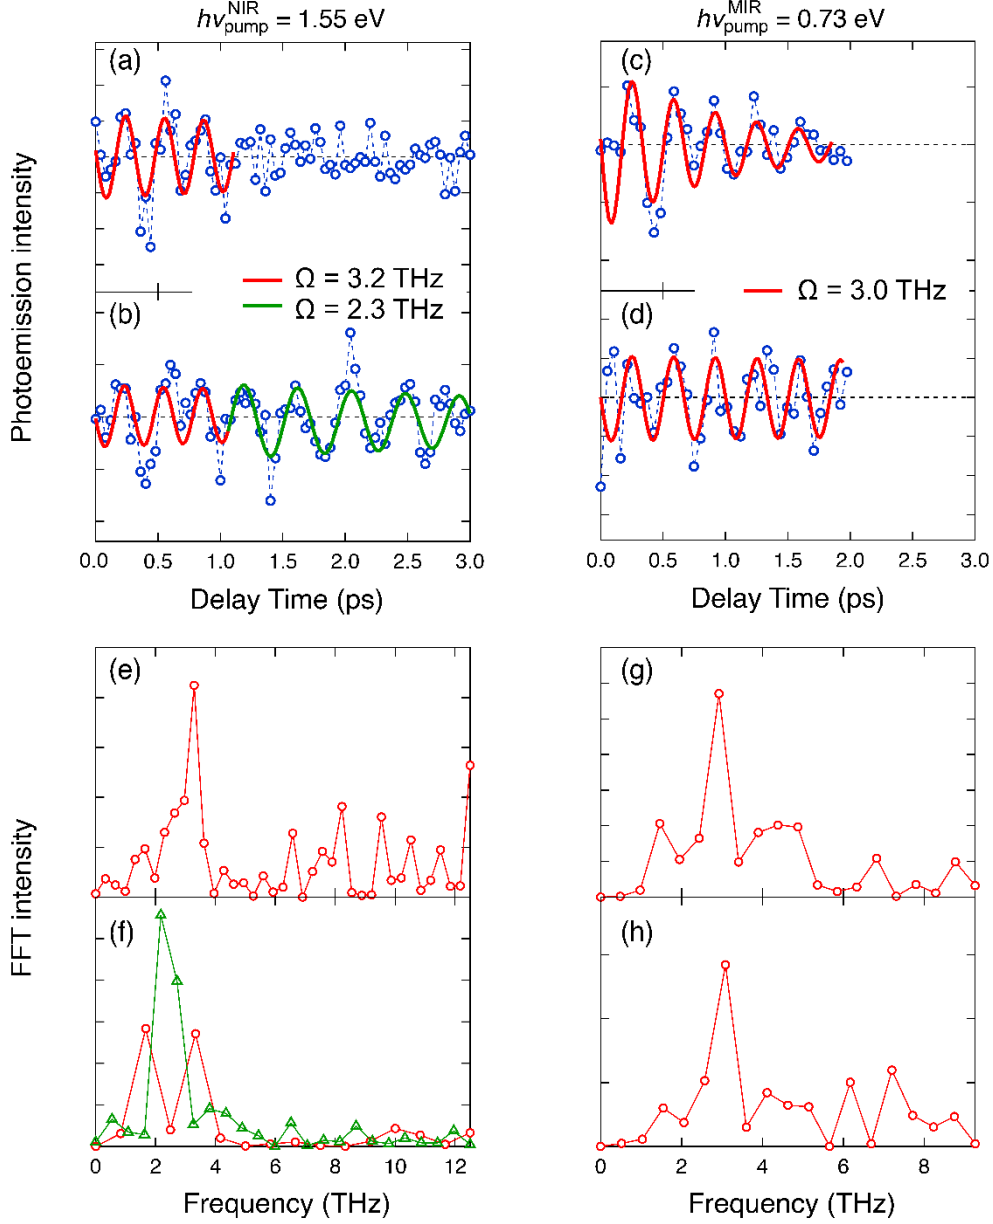 hνpump^NIR = 1.55 eV
hνpump^MIR = 0.73 eV
(a)
(c)
Photoemission intensity
Ω = 3.2 THz
Ω = 2.3 THz
Ω = 3.0 THz
(b)
(d)
0.0 0.5 1.0 1.5 2.0 2.5 3.0
0.0 0.5 1.0 1.5 2.0 2.5 3.0
Delay Time (ps)
Delay Time (ps)
(e)
(g)
FFT intensity
(f)
(h)
0 2 4 6 8 10 12
0 2 4 6 8
Frequency (THz)
Frequency (THz)